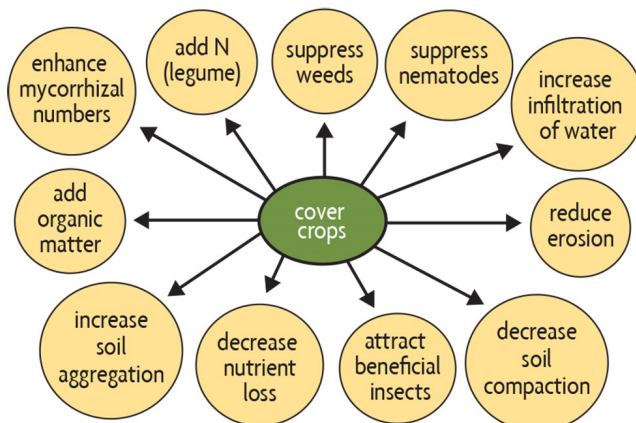 enhance
mycorrhizal
numbers
add N
(legume)
suppress
weeds
suppress
nematodes
increase
infiltration
of water
add
organic
matter
cover
crops
reduce
erosion
increase
soil
aggregation
decrease
nutrient
loss
attract
beneficial
insects
decrease
soil
compaction